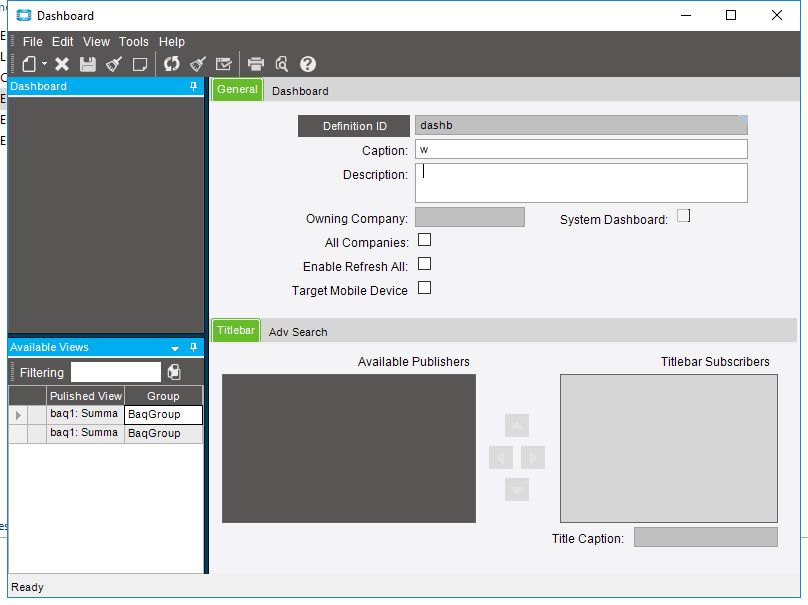 Dashboard
File Edit View Tools Help
Dashboard
General Dashboard
Definition ID dashb
Caption: w
Description:
Owning Company: System Dashboard:
All Companies:
Enable Refresh All:
Target Mobile Device
Titlebar Adv Search
Available Views
Filtering
Pulished View Group
baq1: Summa BaqGroup
baq1: Summa BaqGroup
Available Publishers Titlebar Subscribers
Title Caption:
Ready